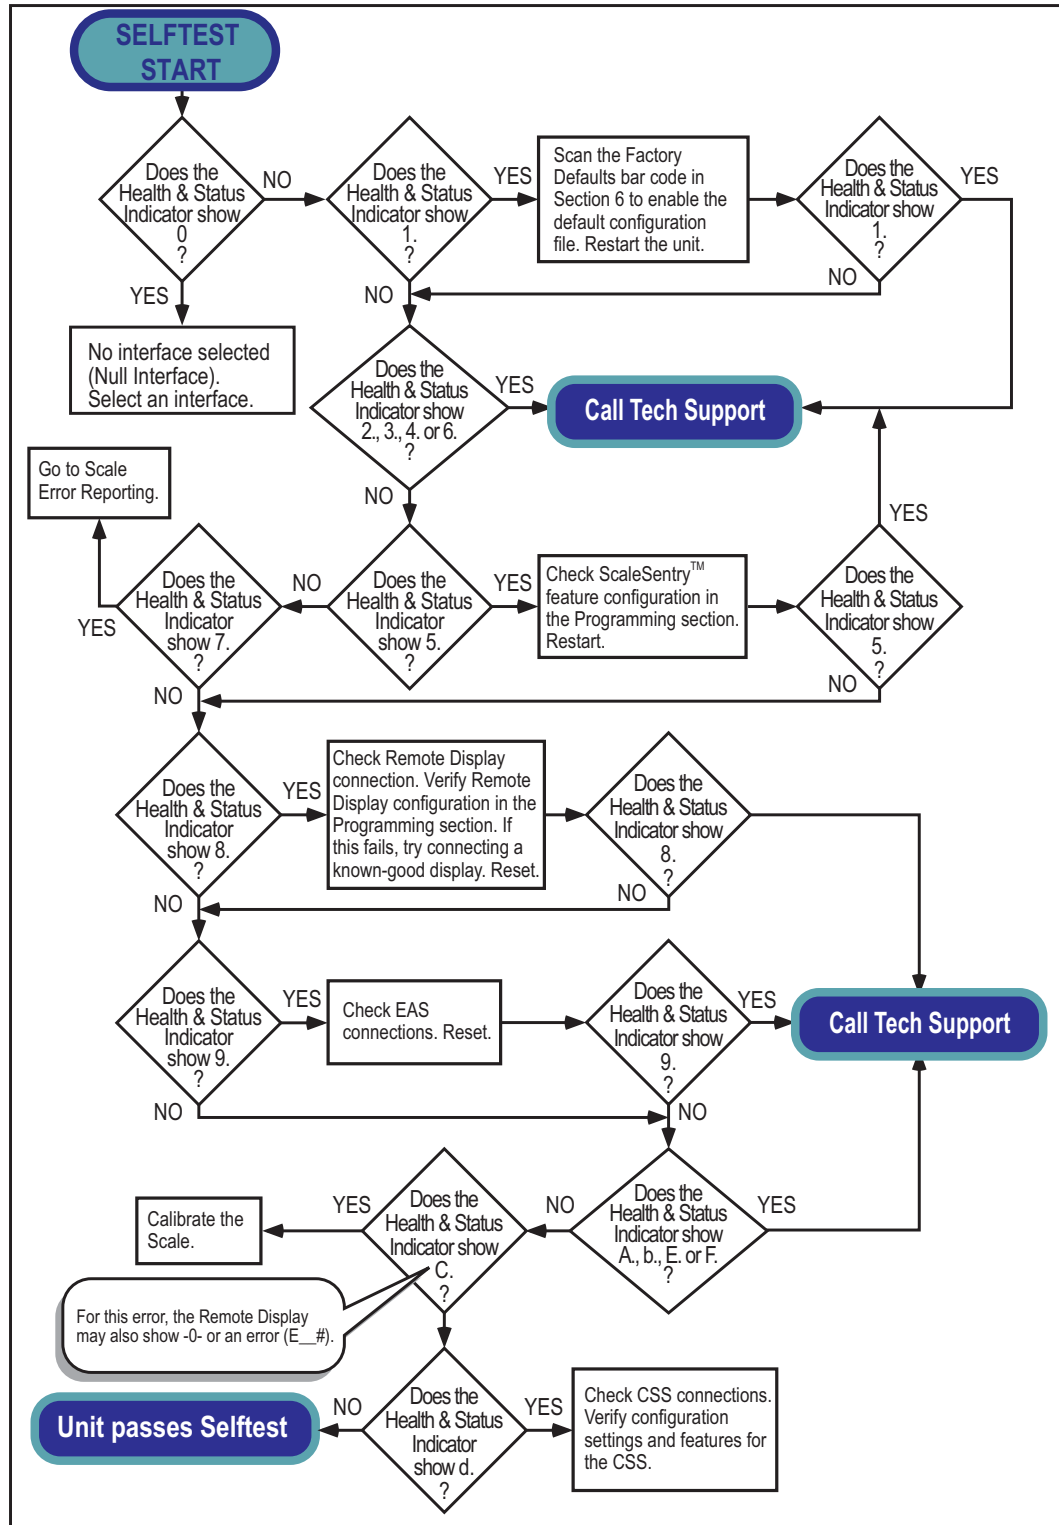 SELFTEST
START
Does the
Health & Status
Indicator show
0
?
NO
YES
No interface selected
(Null Interface).
Select an interface.
Does the
Health & Status
Indicator show
1.
?
YES
NO
Scan the Factory
Defaults bar code in
Section 6 to enable the
default configuration
file. Restart the unit.
Does the
Health & Status
Indicator show
1.
?
YES
NO
Does the
Health & Status
Indicator show
2., 3., 4. or 6.
?
YES
NO
Call Tech Support
Go to Scale
Error Reporting.
YES
Does the
Health & Status
Indicator
show 7.
?
NO
NO
Does the
Health & Status
Indicator
show 5.
?
YES
Check ScaleSentry™
feature configuration in
the Programming section.
Restart.
Does the
Health & Status
Indicator show
5.
?
YES
NO
Does the
Health & Status
Indicator
show 8.
?
YES
NO
Check Remote Display
connection. Verify Remote
Display configuration in the
Programming section. If
this fails, try connecting a
known-good display. Reset.
Does the
Health & Status
Indicator show
8.
?
NO
Does the
Health & Status
Indicator
show 9.
?
YES
NO
Check EAS
connections. Reset.
Does the
Health & Status
Indicator show
9.
?
YES
NO
Call Tech Support
Does the
Health & Status
Indicator show
A., b., E. or F.
?
YES
NO
Does the
Health & Status
Indicator show
C.
?
YES
Calibrate the
Scale.
For this error, the Remote Display
may also show -0- or an error (E__#).
Does the
Health & Status
Indicator
show d.
?
NO
YES
Unit passes Selftest
Check CSS connections.
Verify configuration
settings and features for
the CSS.